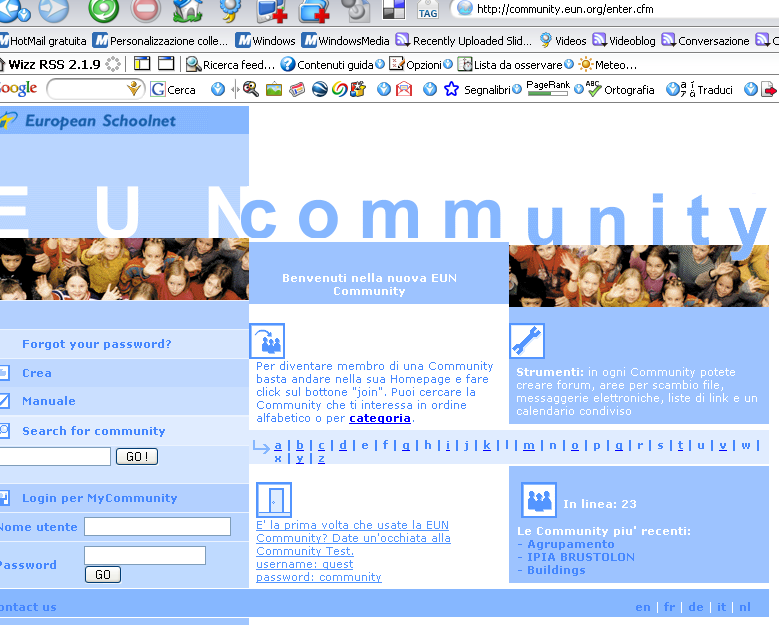 TAG
http://community.eun.org/enter.cfm
HotMail gratuita Personalizzazione colle... Windows WindowsMedia Recently Uploaded Slid... Videos Videoblog Conversazione
Wizz RSS 2.1.9 Ricerca feed... Contenuti guida Opzioni Lista da osservare Meteo...
Cerca Segnalibri PageRank ABC Ortografia Traduci
European Schoolnet
E U N community
Benvenuti nella nuova EUN
Community
Forgot your password?
Crea
Manuale
Search for community
GO !
Login per MyCommunity
Nome utente
Password
GO
Per diventare membro di una Community
basta andare nella sua Homepage e fare
click sul bottone "join". Puoi cercare la
Community che ti interessa in ordine
alfabetico o per categoria.
Strumenti: in ogni Community potete
creare forum, aree per scambio file,
messaggerie elettroniche, liste di link e un
calendario condiviso
a | b | c | d | e | f | g | h | i | j | k | l | m | n | o | p | q | r | s | t | u | v | w |
x | y | z
E' la prima volta che usate la EUN
Community? Date un'occhiata alla
Community Test.
username: guest
password: community
In linea: 23
Le Community piu' recenti:
- Agrupamento
- IPIA BRUSTOLON
- Buildings
ontact us
en | fr | de | it | nl